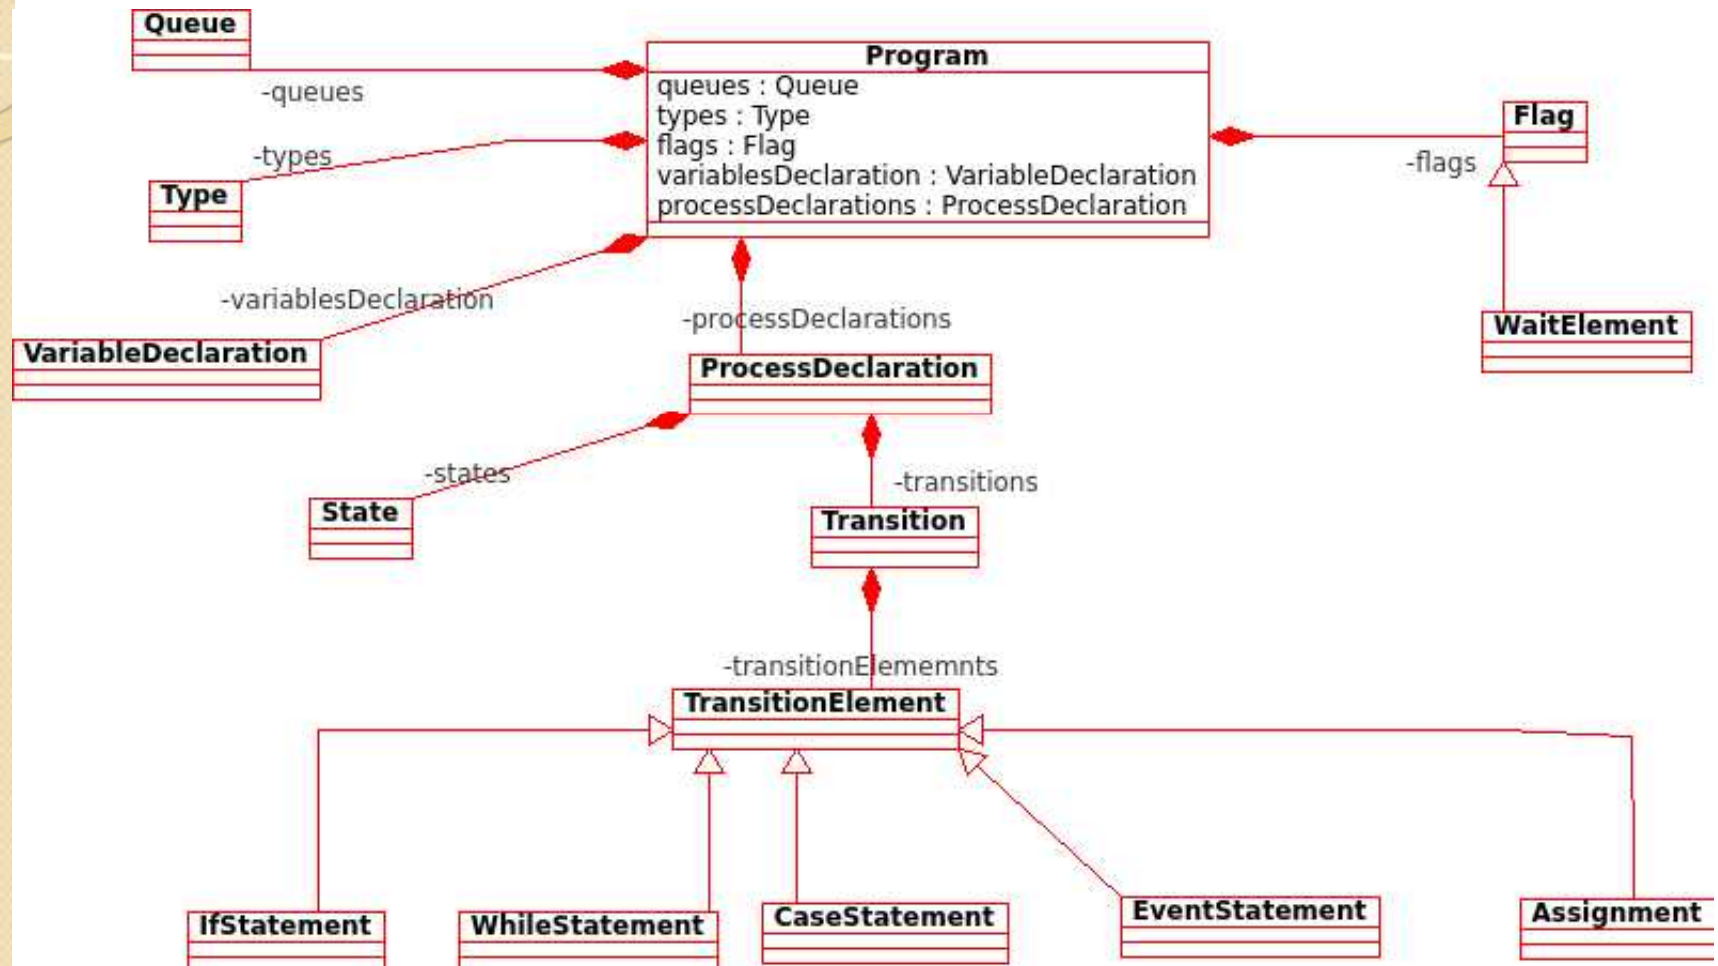 Queue
Program
queues : Queue
types : Type
flags : Flag
variablesDeclaration : VariableDeclaration
processDeclarations : ProcessDeclaration
-queues
Flag
-types
-flags
Type
-variablesDeclaration
-processDeclarations
WaitElement
VariableDeclaration
ProcessDeclaration
-states
-transitions
State
Transition
-transitionElememnts
TransitionElement
IfStatement
WhileStatement
CaseStatement
EventStatement
Assignment